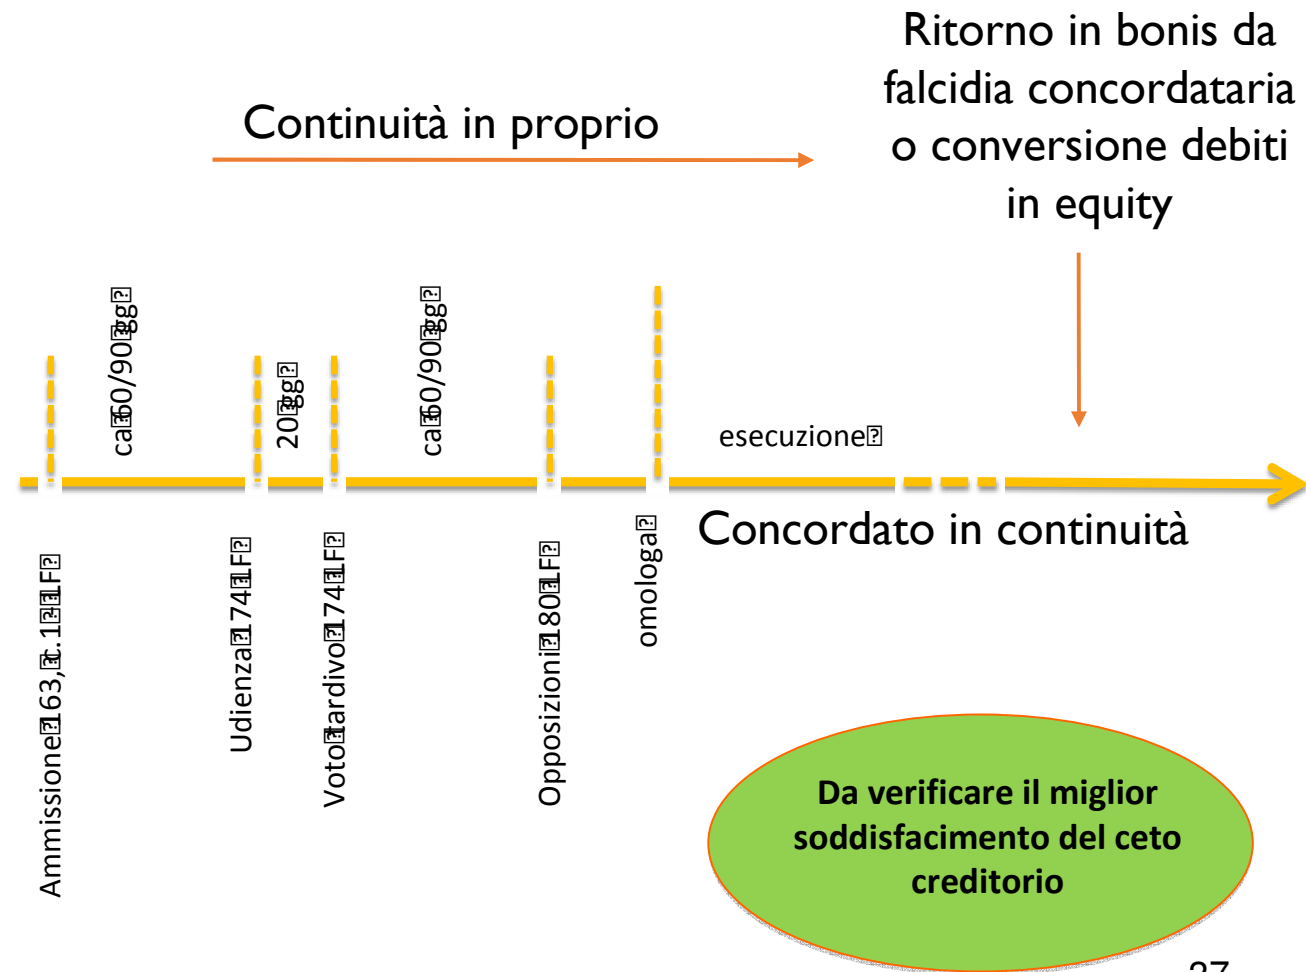 Ritorno in bonis da
falcidia concordataria
o conversione debiti
in equity
Continuità in proprio
ca 60/90 gg
20 gg
ca 60/90 gg
esecuzione
Concordato in continuità
Ammissione 163, c.1 - LF
Udienza 174 LF
Voto tardivo 174 LF
Opposizioni 180 LF
omologa
Da verificare il miglior
soddisfacimento del ceto
creditorio